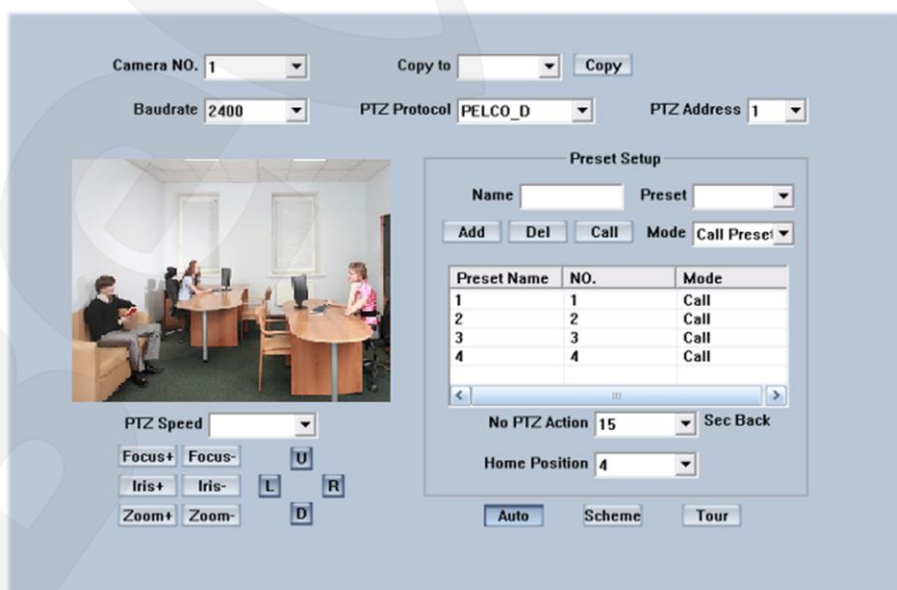 Camera NO. 1 Copy to Copy
Baudrate 2400 PTZ Protocol PELCO_D PTZ Address 1
Preset Setup
Name Preset
Add Del Call Mode Call Preset
Preset Name NO. Mode
1 1 Call
2 2 Call
3 3 Call
4 4 Call
No PTZ Action 15 Sec Back
Home Position 4
PTZ Speed
Focus+ Focus- U
Iris+ Iris- L R
Zoom+ Zoom- D
Auto Scheme Tour